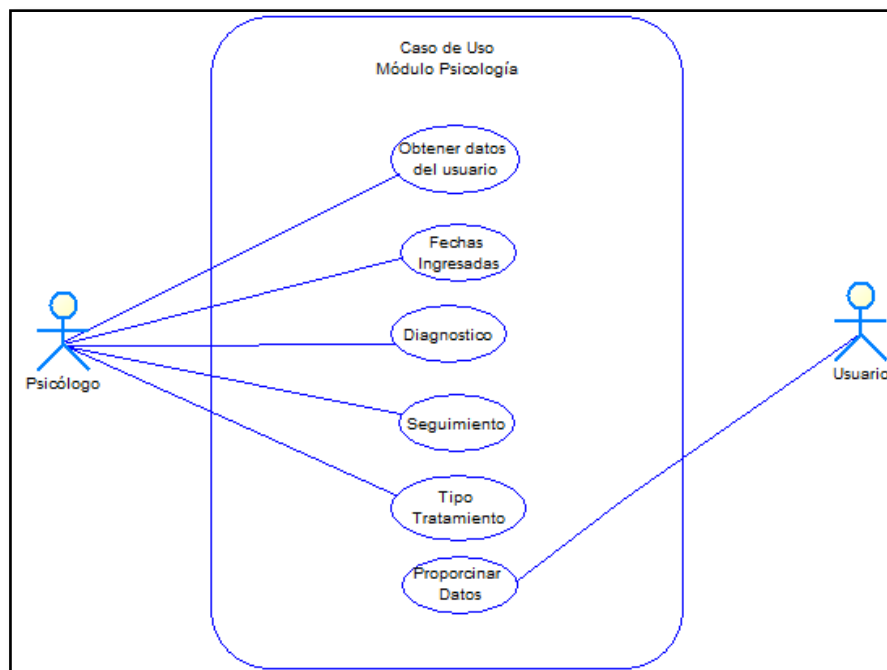 Caso de Uso
Módulo Psicología
Obtener datos
del usuario
Fechas
Ingresadas
Diagnostico
Psicólogo
Usuario
Seguimiento
Tipo
Tratamiento
Proporcinar
Datos